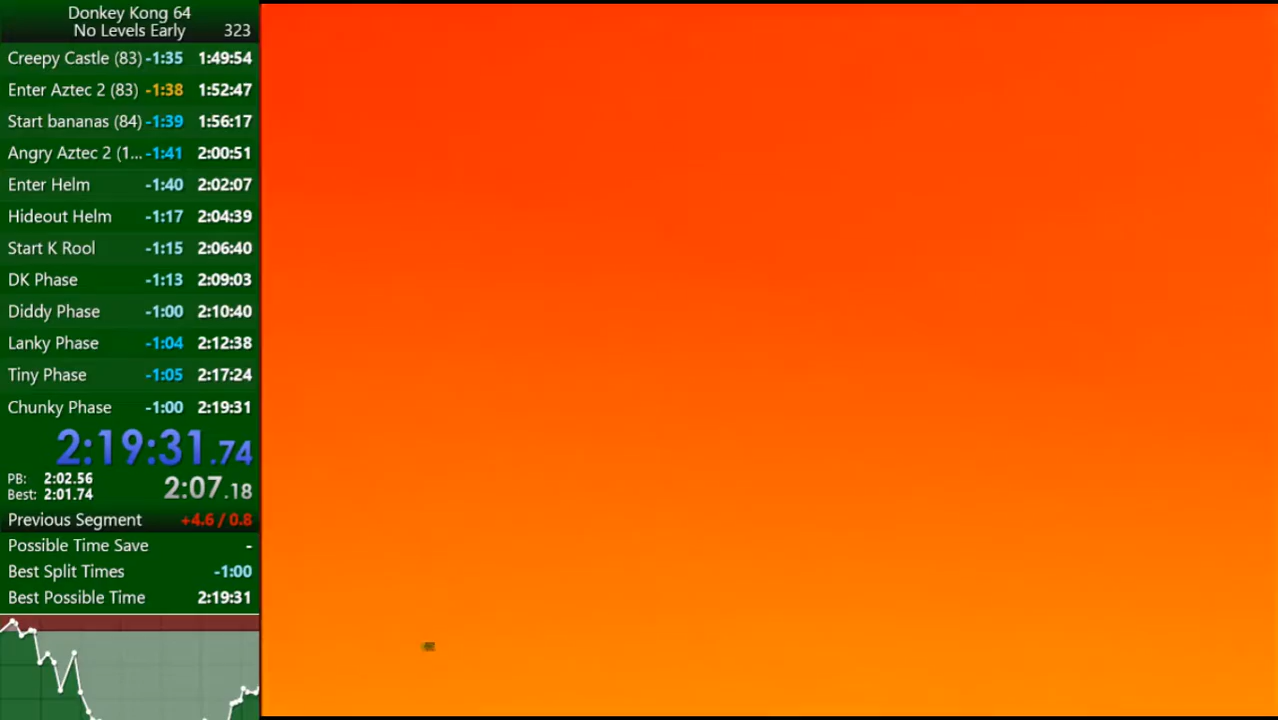 Donkey Kong 64
No Levels Early 323
Creepy Castle (83) -1:35 1:49:54
Enter Aztec 2 (83) -1:38 1:52:47
Start bananas (84) -1:39 1:56:17
Angry Aztec 2 (1... -1:41 2:00:51
Enter Helm -1:40 2:02:07
Hideout Helm -1:17 2:04:39
Start K Rool -1:15 2:06:40
DK Phase -1:13 2:09:03
Diddy Phase -1:00 2:10:40
Lanky Phase -1:04 2:12:38
Tiny Phase -1:05 2:17:24
Chunky Phase -1:00 2:19:31
2:19:31.74
PB: 2:02.56
Best: 2:01.74
2:07.18
Previous Segment +4.6 / 0.8
Possible Time Save -
Best Split Times -1:00
Best Possible Time 2:19:31